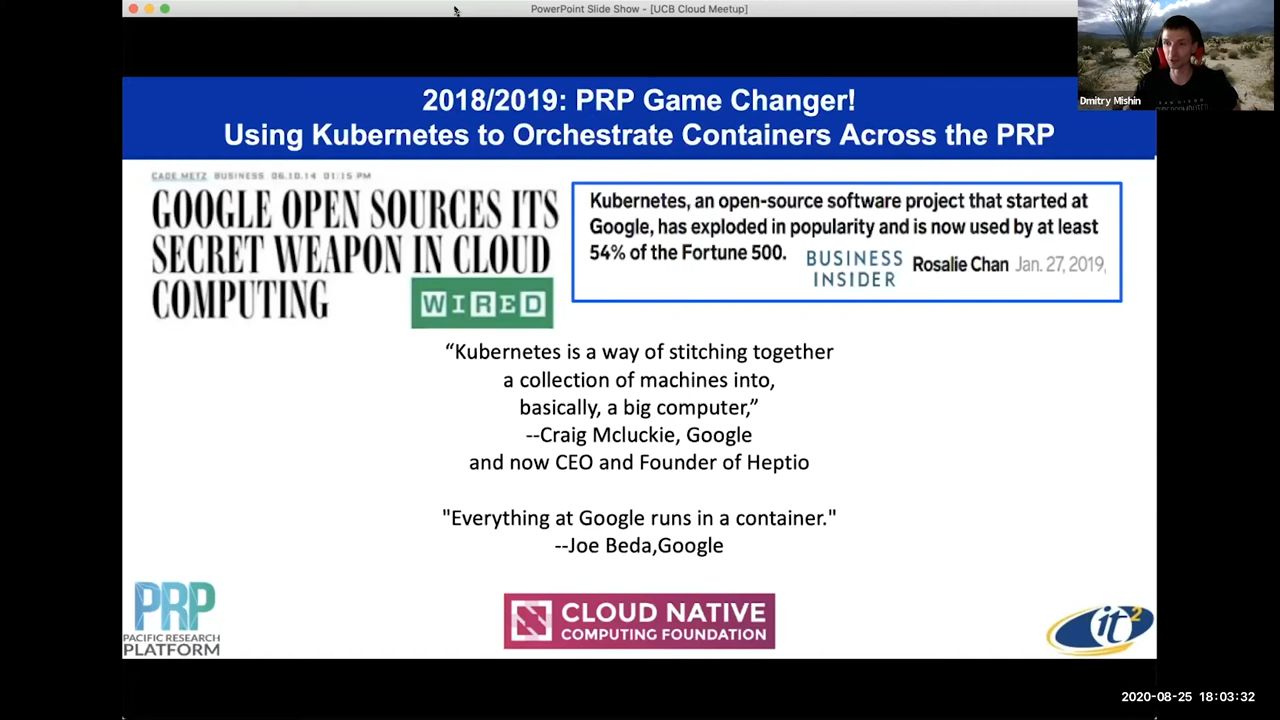 PowerPoint Slide Show - [UCB Cloud Meetup]
Dmitry Mishin
2018/2019: PRP Game Changer!
Using Kubernetes to Orchestrate Containers Across the PRP
CADE METZ BUSINESS 06.10.14 01:15 PM
GOOGLE OPEN SOURCES ITS
SECRET WEAPON IN CLOUD
COMPUTING
WIRED
Kubernetes, an open-source software project that started at
Google, has exploded in popularity and is now used by at least
54% of the Fortune 500.
BUSINESS
INSIDER
Rosalie Chan Jan. 27, 2019,
“Kubernetes is a way of stitching together
a collection of machines into,
basically, a big computer,”
--Craig Mcluckie, Google
and now CEO and Founder of Heptio
"Everything at Google runs in a container."
--Joe Beda,Google
PRP
PACIFIC RESEARCH
PLATFORM
CLOUD NATIVE
COMPUTING FOUNDATION
it2
2020-08-25 18:03:32